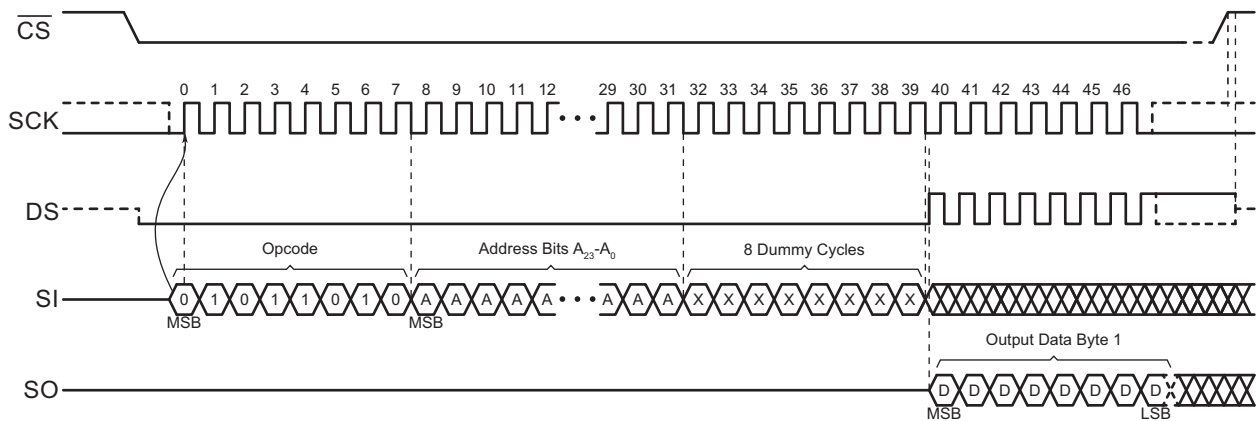 CS
0 1 2 3 4 5 6 7 8 9 10 11 12 29 30 31 32 33 34 35 36 37 38 39 40 41 42 43 44 45 46
SCK
DS
Opcode Address Bits A23-A0 8 Dummy Cycles
SI 0 1 0 1 1 0 1 0 A A A A A A A A X X X X X X X X
MSB MSB
Output Data Byte 1
SO D D D D D D D D
MSB LSB